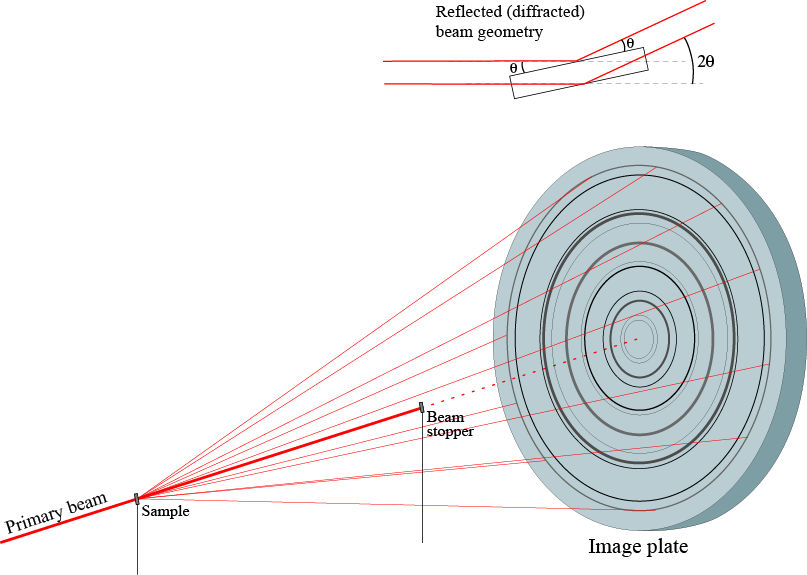 Reflected (diffracted)
beam geometry
θ
θ
2θ
Beam
stopper
Primary beam
Sample
Image plate